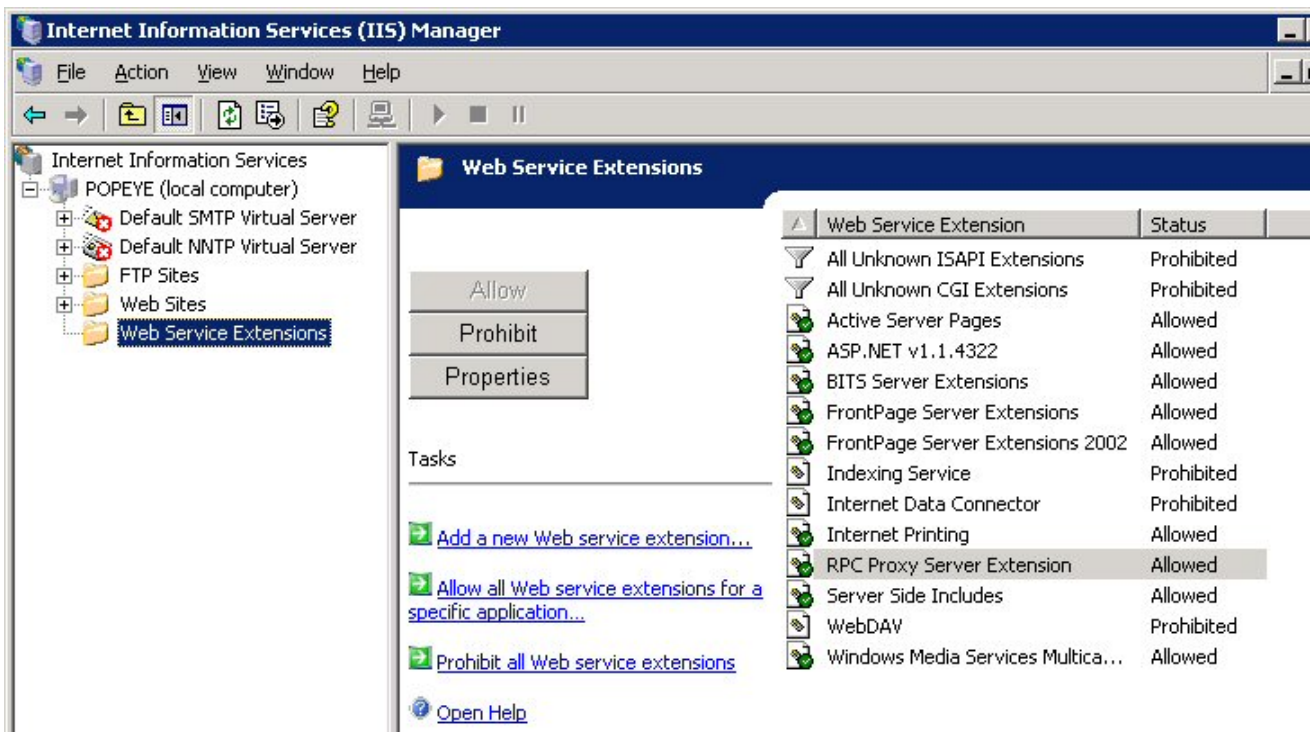 Internet Information Services (IIS) Manager
File Action View Window Help
Internet Information Services
POPEYE (local computer)
Default SMTP Virtual Server
Default NNTP Virtual Server
FTP Sites
Web Sites
Web Service Extensions
Web Service Extensions
Allow
Prohibit
Properties
Tasks
Add a new Web service extension...
Allow all Web service extensions for a
specific application...
Prohibit all Web service extensions
Open Help
Web Service Extension Status
All Unknown ISAPI Extensions Prohibited
All Unknown CGI Extensions Prohibited
Active Server Pages Allowed
ASP.NET v1.1.4322 Allowed
BITS Server Extensions Allowed
FrontPage Server Extensions Allowed
FrontPage Server Extensions 2002 Allowed
Indexing Service Prohibited
Internet Data Connector Prohibited
Internet Printing Allowed
RPC Proxy Server Extension Allowed
Server Side Includes Allowed
WebDAV Prohibited
Windows Media Services Multica... Allowed